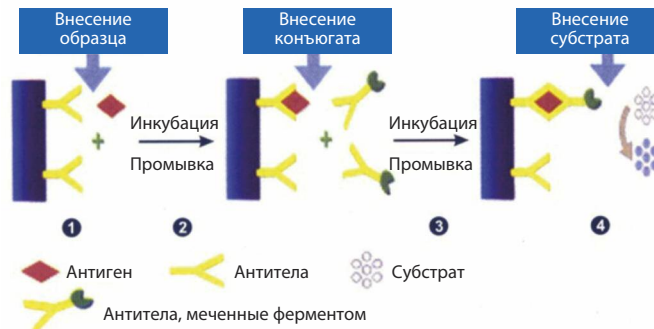 Внесение
образца
Внесение
конъюгата
Внесение
субстрата
+
Инкубация
Промывка
+
Инкубация
Промывка
1
2
3
4
Антиген
Антитела
Субстрат
Антитела, меченные ферментом